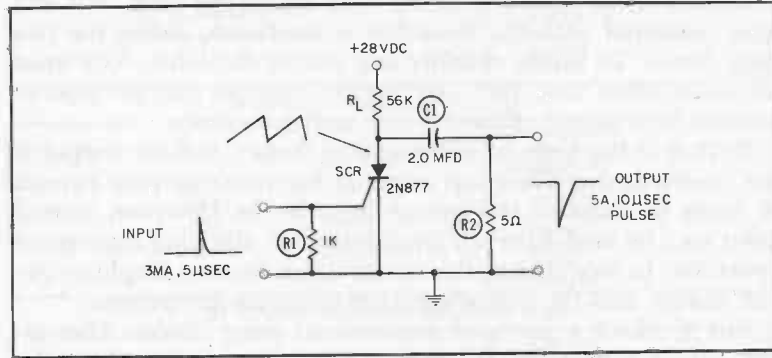 +28VDC
RL 56K
C1
2.0 MFD
SCR
2N877
INPUT
3MA, 5μSEC
R1 1K
R2 5Ω
OUTPUT
5A, 10μSEC
PULSE